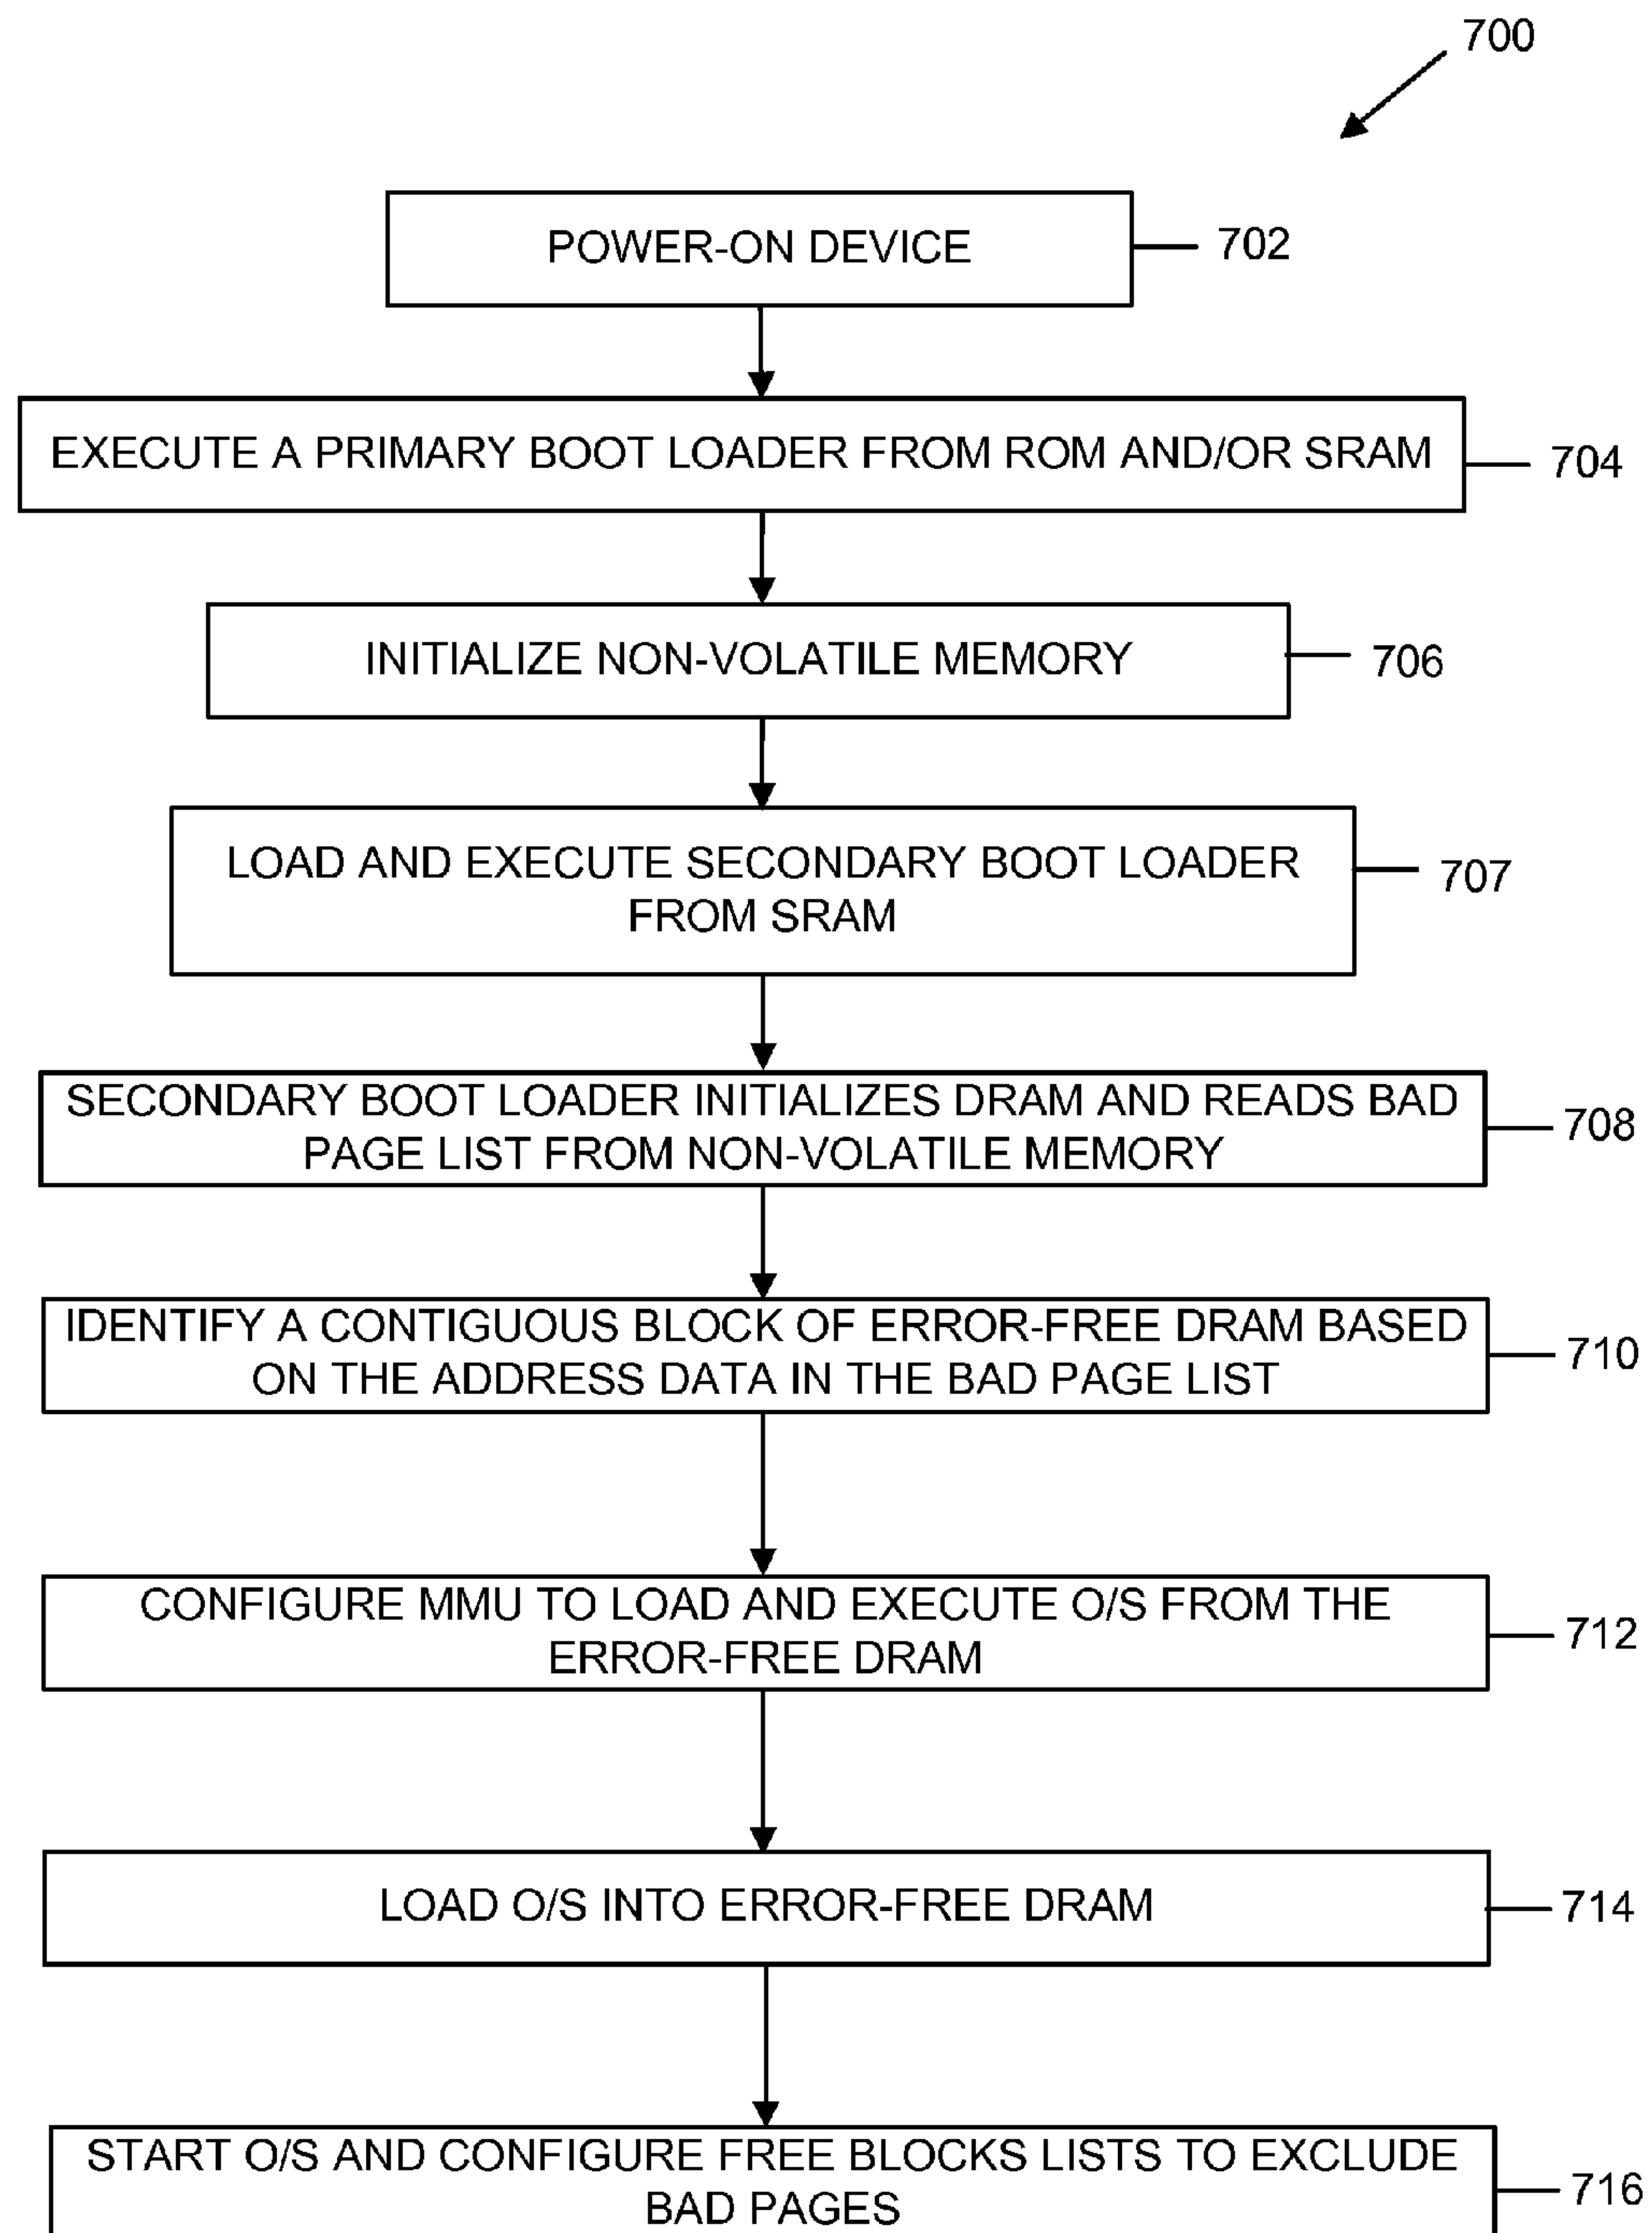 700
POWER-ON DEVICE
702
EXECUTE A PRIMARY BOOT LOADER FROM ROM AND/OR SRAM
704
INITIALIZE NON-VOLATILE MEMORY
706
LOAD AND EXECUTE SECONDARY BOOT LOADER
FROM SRAM
707
SECONDARY BOOT LOADER INITIALIZES DRAM AND READS BAD
PAGE LIST FROM NON-VOLATILE MEMORY
708
IDENTIFY A CONTIGUOUS BLOCK OF ERROR-FREE DRAM BASED
ON THE ADDRESS DATA IN THE BAD PAGE LIST
710
CONFIGURE MMU TO LOAD AND EXECUTE O/S FROM THE
ERROR-FREE DRAM
712
LOAD O/S INTO ERROR-FREE DRAM
714
START O/S AND CONFIGURE FREE BLOCKS LISTS TO EXCLUDE
BAD PAGES
716